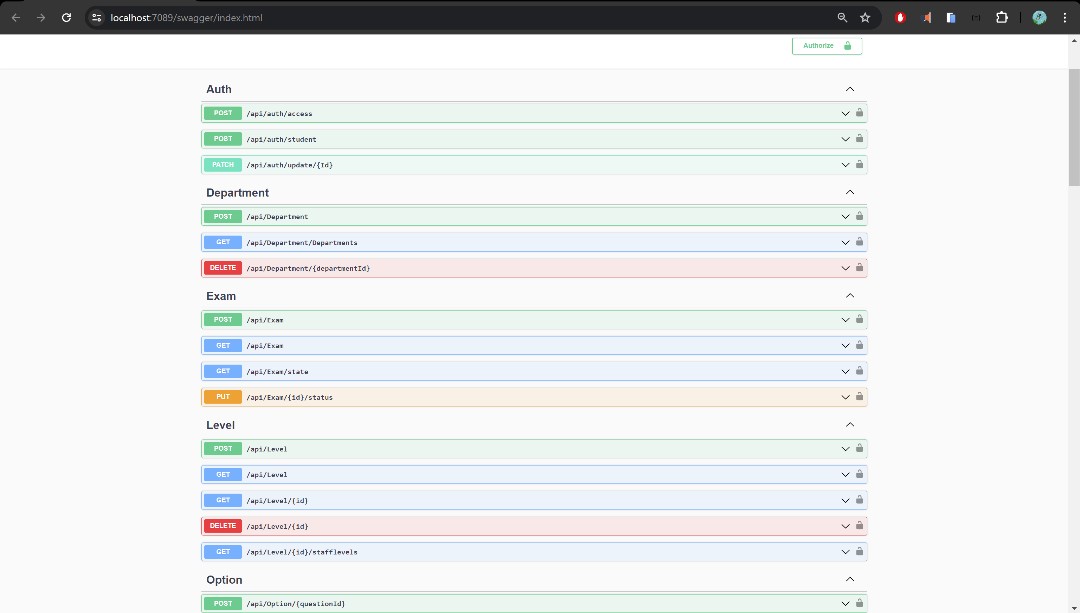 localhost:7089/swagger/index.html
Authorize
Auth
POST /api/auth/access
POST /api/auth/student
PATCH /api/auth/update/{Id}
Department
POST /api/Department
GET /api/Department/Departments
DELETE /api/Department/{departmentId}
Exam
POST /api/Exam
GET /api/Exam
GET /api/Exam/state
PUT /api/Exam/{id}/status
Level
POST /api/Level
GET /api/Level
GET /api/Level/{id}
DELETE /api/Level/{id}
GET /api/Level/{id}/stafflevels
Option
POST /api/Option/{questionId}